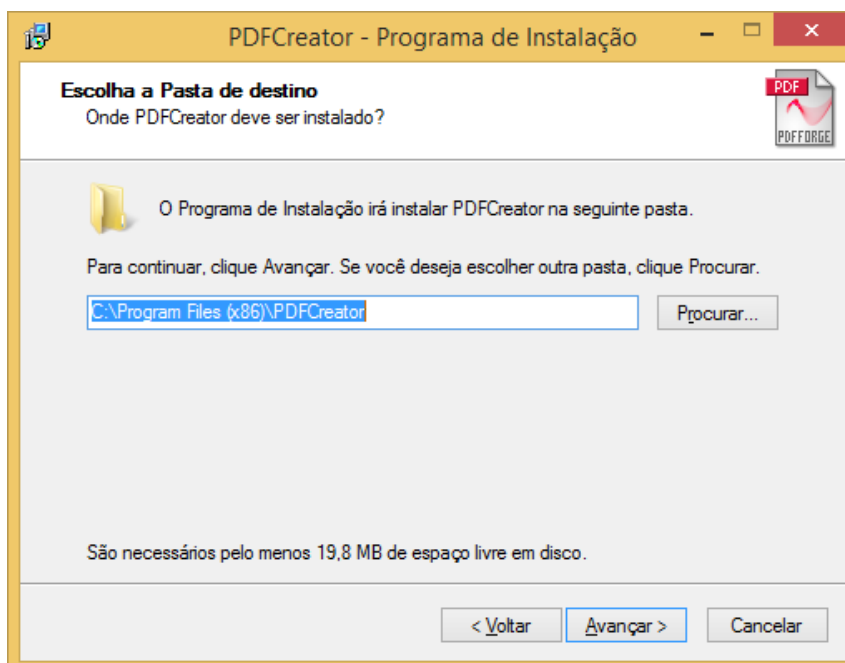 PDFCreator - Programa de Instalação
Escolha a Pasta de destino
Onde PDFCreator deve ser instalado?
PDF
PDFFORGE
O Programa de Instalação irá instalar PDFCreator na seguinte pasta.
Para continuar, clique Avançar. Se você deseja escolher outra pasta, clique Procurar.
C:\Program Files (x86)\PDFCreator
Procurar...
São necessários pelo menos 19,8 MB de espaço livre em disco.
< Voltar
Avançar >
Cancelar